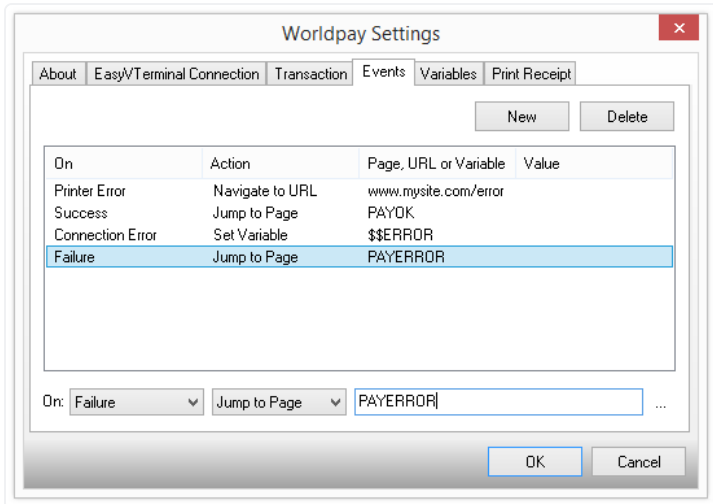 Worldpay Settings
About EasyVTerminal Connection Transaction Events Variables Print Receipt
New Delete
On Action Page, URL or Variable Value
Printer Error Navigate to URL www.mysite.com/error
Success Jump to Page PAYOK
Connection Error Set Variable $$ERROR
Failure Jump to Page PAYERROR
On: Failure Jump to Page PAYERROR ...
OK Cancel